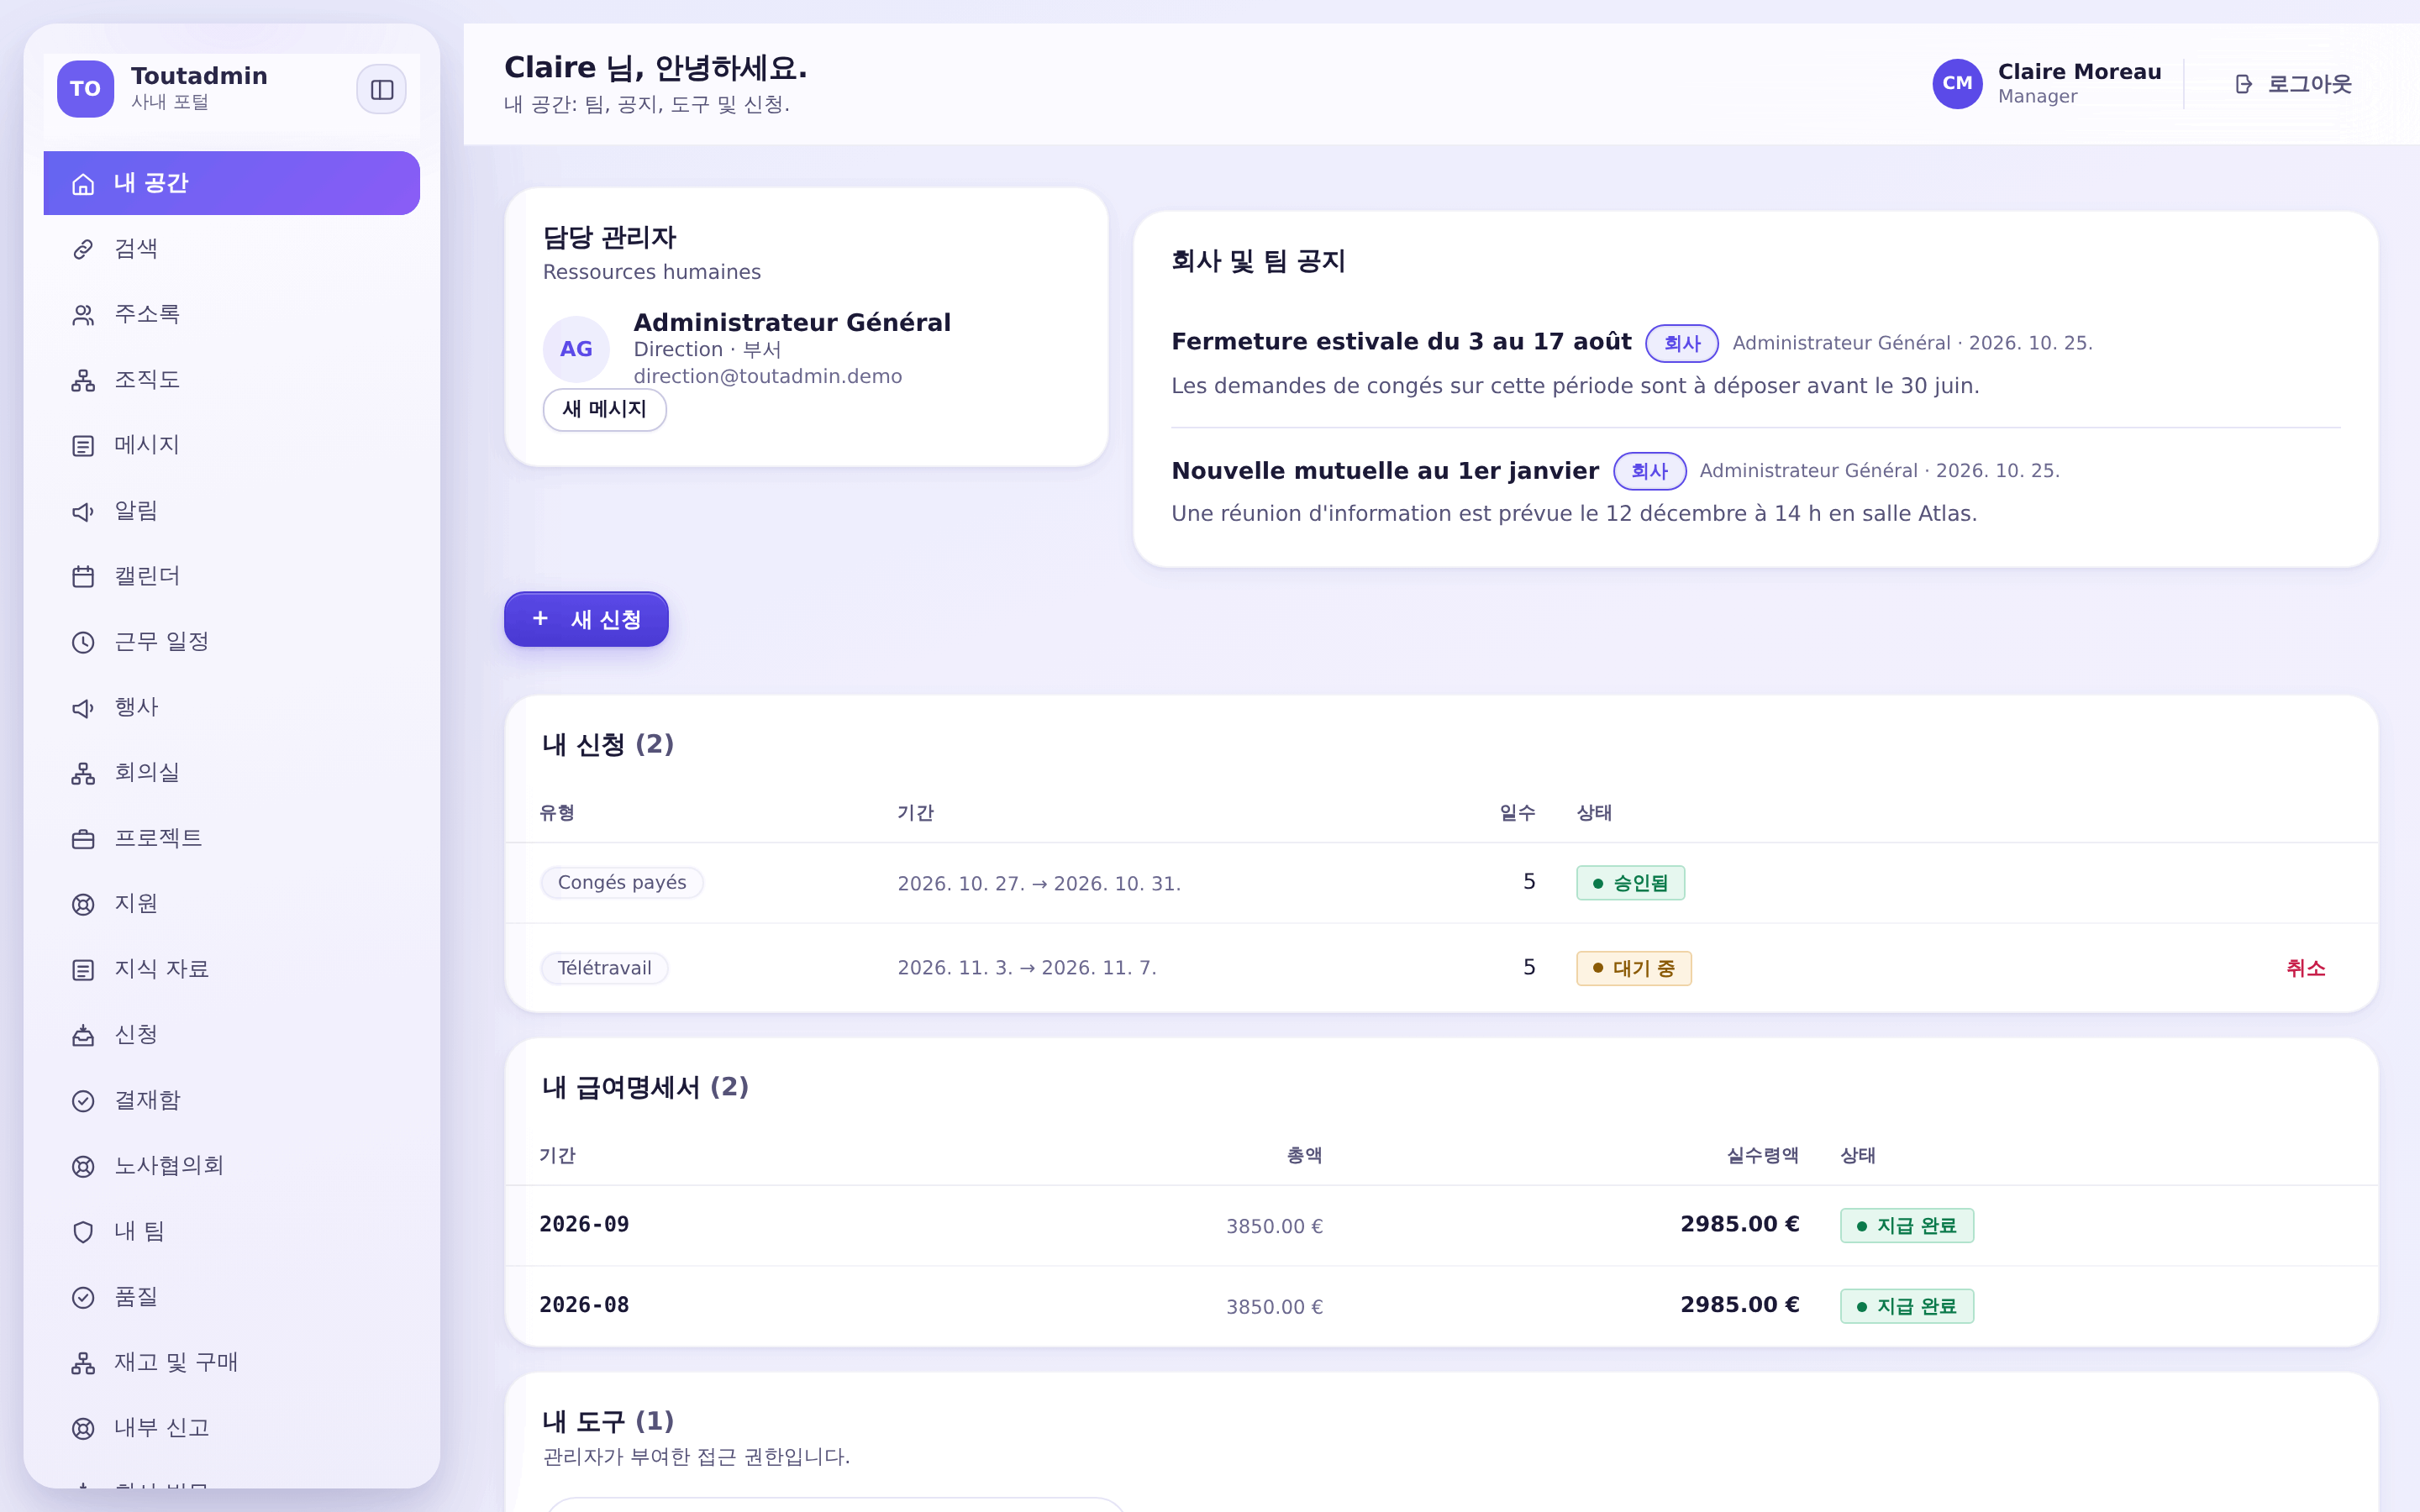 TO
Toutadmin
사내 포털
내 공간
검색
주소록
조직도
메시지
알림
캘린더
근무 일정
행사
회의실
프로젝트
지원
지식 자료
신청
결재함
노사협의회
내 팀
품질
재고 및 구매
내부 신고
Claire 님, 안녕하세요.
내 공간: 팀, 공지, 도구 및 신청.
CM
Claire Moreau
Manager
로그아웃
담당 관리자
Ressources humaines
AG
Administrateur Général
Direction · 부서
direction@toutadmin.demo
새 메시지
회사 및 팀 공지
Fermeture estivale du 3 au 17 août 회사 Administrateur Général · 2026. 10. 25.
Les demandes de congés sur cette période sont à déposer avant le 30 juin.
Nouvelle mutuelle au 1er janvier 회사 Administrateur Général · 2026. 10. 25.
Une réunion d'information est prévue le 12 décembre à 14 h en salle Atlas.
+ 새 신청
내 신청 (2)
유형 기간 일수 상태
Congés payés 2026. 10. 27. → 2026. 10. 31. 5 승인됨
Télétravail 2026. 11. 3. → 2026. 11. 7. 5 대기 중 취소
내 급여명세서 (2)
기간 총액 실수령액 상태
2026-09 3850.00 € 2985.00 € 지급 완료
2026-08 3850.00 € 2985.00 € 지급 완료
내 도구 (1)
관리자가 부여한 접근 권한입니다.